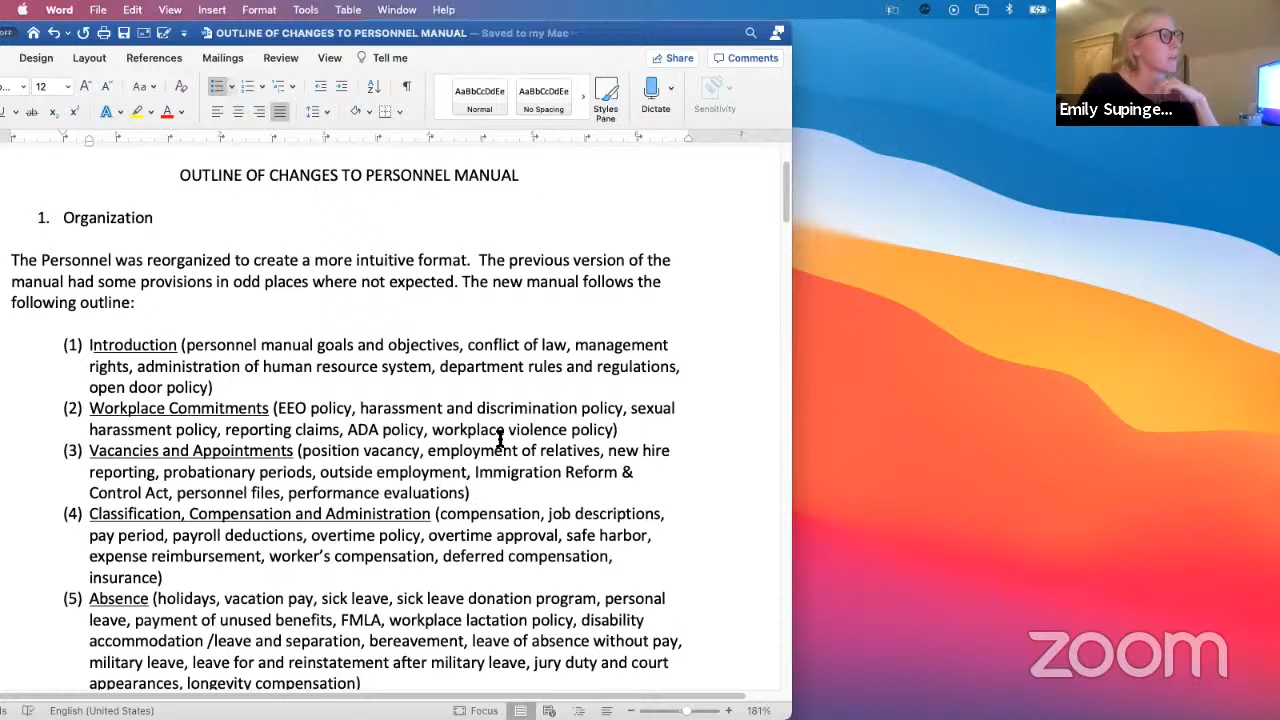 Word File Edit View Insert Format Tools Table Window Help
OFF OUTLINE OF CHANGES TO PERSONNEL MANUAL — Saved to my Mac
Design Layout References Mailings Review View Tell me Share Comments
12 Aa AaBbCcDdEe AaBbCcDdEe
Normal No Spacing Styles Pane Dictate Sensitivity
ab x² A A
Emily Supinge...
OUTLINE OF CHANGES TO PERSONNEL MANUAL
1. Organization
The Personnel was reorganized to create a more intuitive format. The previous version of the
manual had some provisions in odd places where not expected. The new manual follows the
following outline:
(1) Introduction (personnel manual goals and objectives, conflict of law, management
rights, administration of human resource system, department rules and regulations,
open door policy)
(2) Workplace Commitments (EEO policy, harassment and discrimination policy, sexual
harassment policy, reporting claims, ADA policy, workplace violence policy)
(3) Vacancies and Appointments (position vacancy, employment of relatives, new hire
reporting, probationary periods, outside employment, Immigration Reform &
Control Act, personnel files, performance evaluations)
(4) Classification, Compensation and Administration (compensation, job descriptions,
pay period, payroll deductions, overtime policy, overtime approval, safe harbor,
expense reimbursement, worker's compensation, deferred compensation,
insurance)
(5) Absence (holidays, vacation pay, sick leave, sick leave donation program, personal
leave, payment of unused benefits, FMLA, workplace lactation policy, disability
accommodation /leave and separation, bereavement, leave of absence without pay,
military leave, leave for and reinstatement after military leave, jury duty and court
appearances, longevity compensation)
zoom
English (United States) Focus 181%